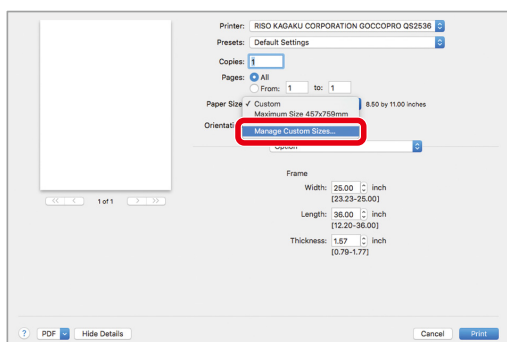 Printer: RISO KAGAKU CORPORATION GOCCOPRO QS2536
Presets: Default Settings
Copies: 1
Pages: All
From: 1 to: 1
Paper Size ✓ Custom 8.50 by 11.00 inches
Maximum Size 457x759mm
Orientati
Manage Custom Sizes...
Option
Frame
Width: 25.00 inch
[23.23-25.00]
Length: 36.00 inch
[12.20-36.00]
Thickness: 1.57 inch
[0.79-1.77]
<< < 1 of 1 > >>
? PDF Hide Details Cancel Print